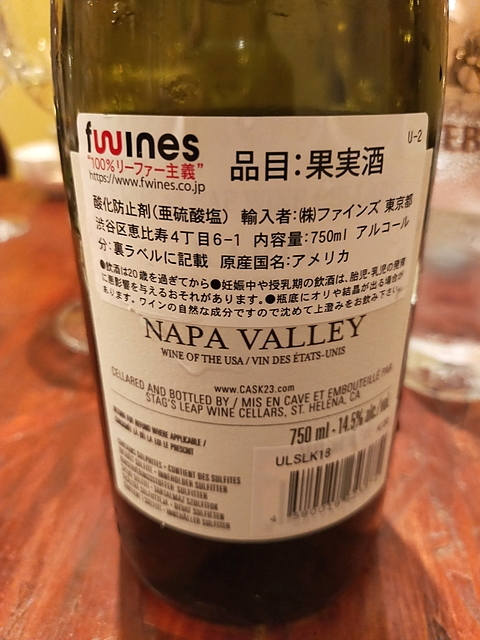 fwines
"100%リーファー主義"
https://www.fwines.co.jp
品目:果実酒
U-2
酸化防止剤(亜硫酸塩) 輸入者:㈱ファインズ 東京都
渋谷区恵比寿4丁目6-1 内容量:750ml アルコール
分:裏ラベルに記載 原産国名:アメリカ
●飲酒は20歳を過ぎてから●妊娠中や授乳期の飲酒は、胎児・乳児の発育
に悪影響を与えるおそれがあります。●瓶底にオリや結晶が出る場合が
あります。ワインの自然な成分ですので沈めて上澄みをお飲み下さい。
NAPA VALLEY
WINE OF THE USA / VIN DES ÉTATS-UNIS
www.CASK23.com
CELLARED AND BOTTLED BY / MIS EN CAVE ET EMBOUTEILLÉ PAR
STAG'S LEAP WINE CELLARS, ST. HELENA, CA
REFUND WHERE APPLICABLE /
750 ml - 14.5% alc./vol.
CONTAINS SULPHITES - CONTIENT DES SULFITES
ULSLK18